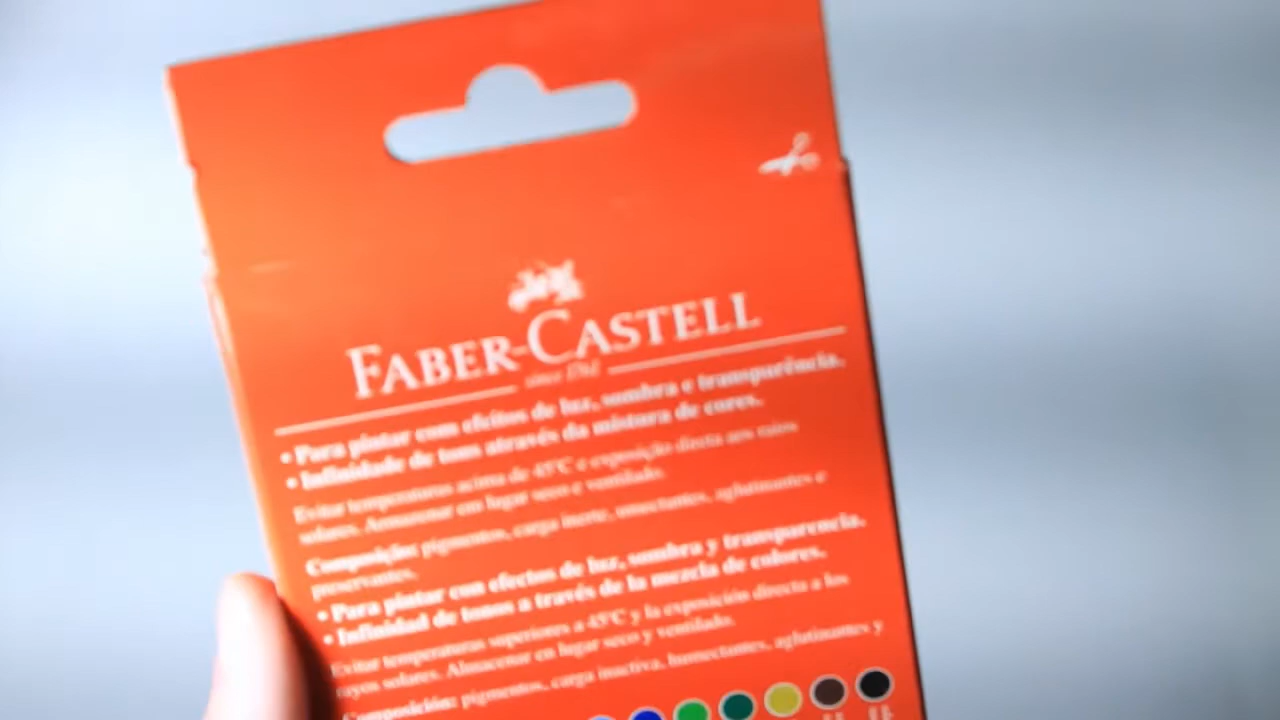 FABER-CASTELL
since 1761
• Para pintar com efeitos de luz, sombra e transparência.
• Infinidade de tons através da mistura de cores.
Evitar temperaturas acima de 45°C e exposição directa aos raios
solares. Armazenar em lugar seco e ventilado.
Composição: pigmentos, carga inerte, umectantes, aglutinantes e
preservantes.
• Para pintar con efectos de luz, sombra y transparencia.
• Infinidad de tonos a través de la mezcla de colores.
Evitar temperaturas superiores a 45°C y la exposición directa a los
rayos solares. Almacenar en lugar seco y ventilado.
Composición: pigmentos, carga inactiva, humectantes, aglutinantes y